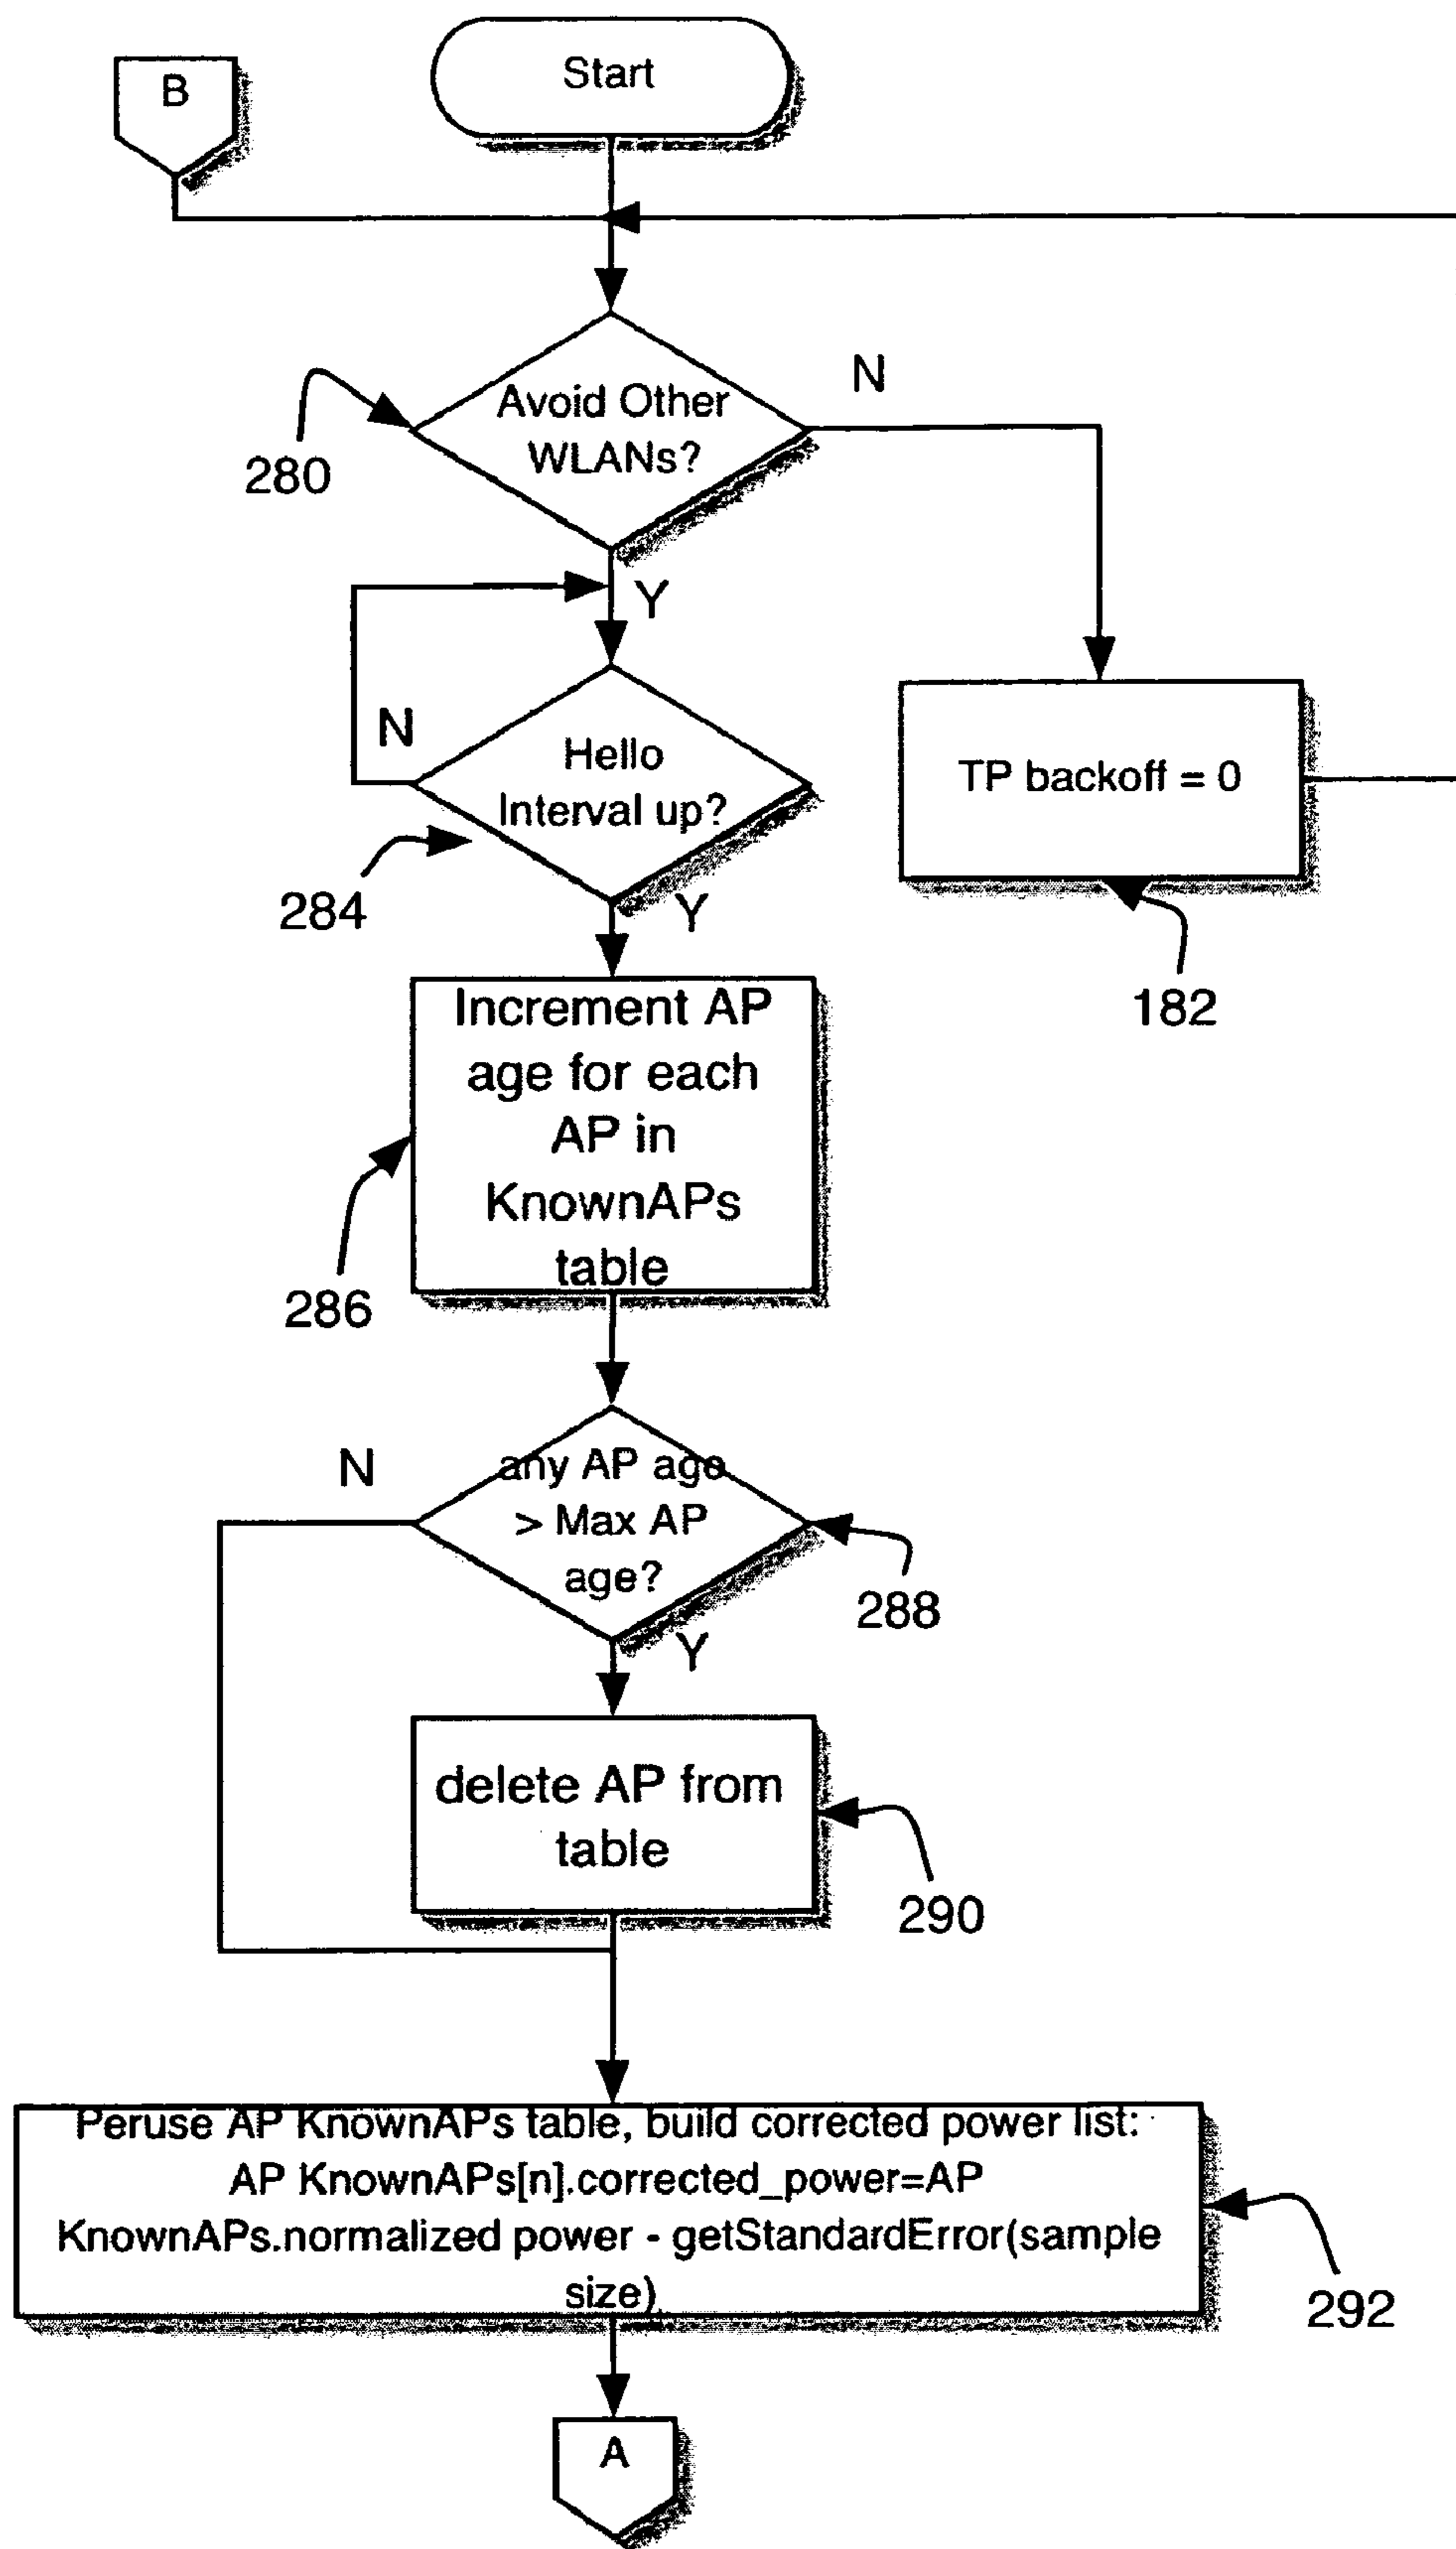 B
Start
Avoid Other
WLANs?
N
280
Y
N
Hello
Interval up?
TP backoff = 0
284
Y
182
Increment AP
age for each
AP in
KnownAPs
table
286
N
any AP age
> Max AP
age?
288
Y
delete AP from
table
290
Peruse AP KnownAPs table, build corrected power list:
AP KnownAPs[n].corrected_power=AP
KnownAPs.normalized power - getStandardError(sample
size)
292
A